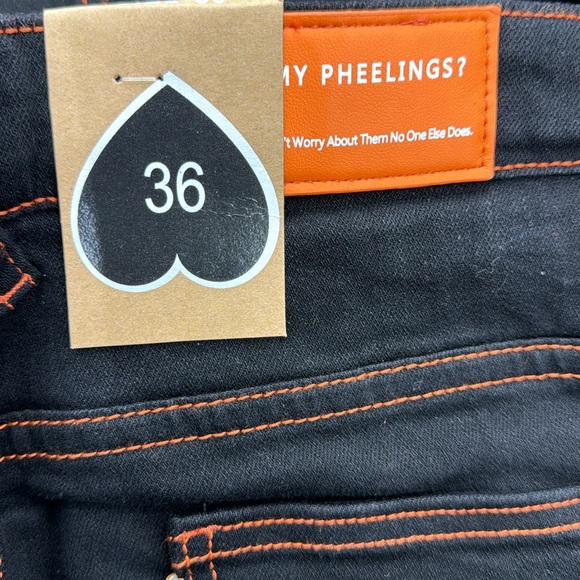 MY PHEELINGS?
't Worry About Them No One Else Does.
36